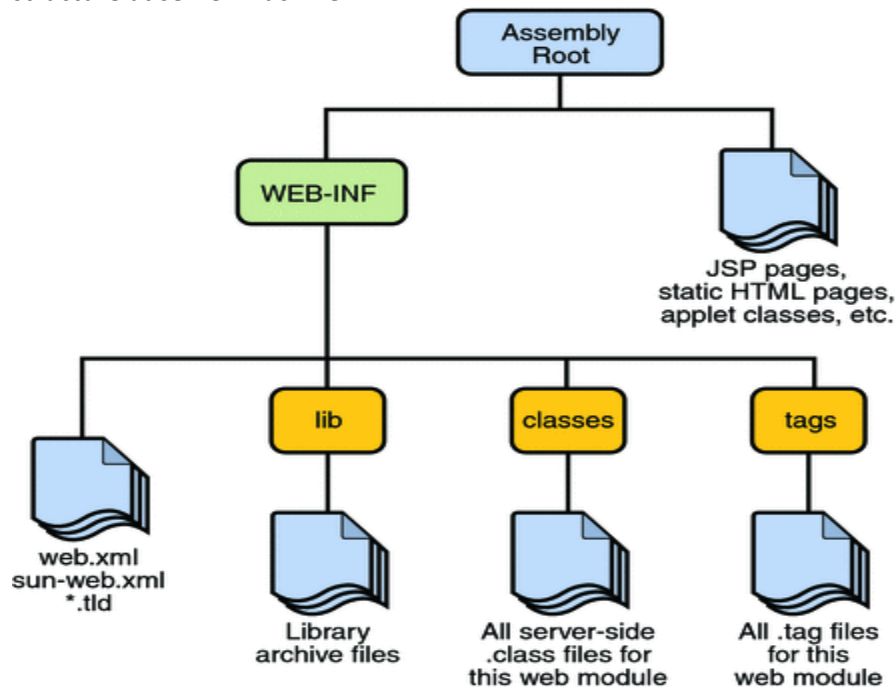 Assembly
Root
WEB-INF
JSP pages,
static HTML pages,
applet classes, etc.
lib
classes
tags
web.xml
sun-web.xml
*.tld
Library
archive files
All server-side
.class files for
this web module
All .tag files
for this
web module